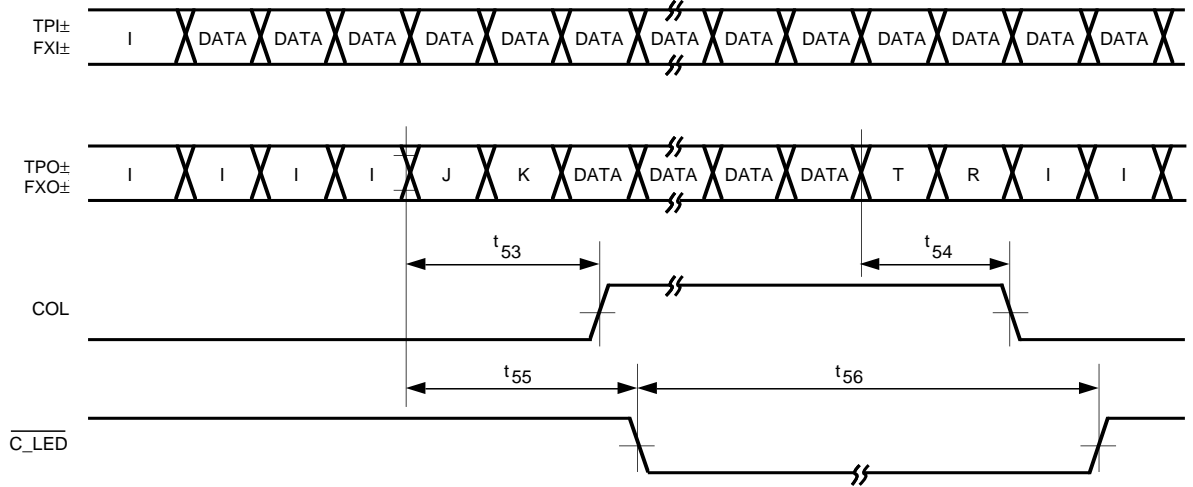 TPI±
FXI±
I DATA DATA DATA DATA DATA DATA DATA DATA DATA DATA DATA DATA DATA
TPO±
FXO±
I I I I J K DATA DATA DATA DATA T R I I
t53 t54
COL
t55 t56
C_LED